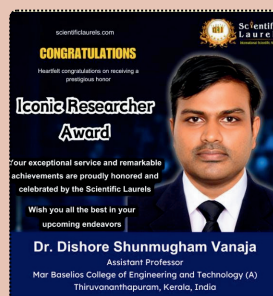 scientificlaurels.com
Scientific
Laurels
CONGRATULATIONS
Heartfelt congratulations on receiving a
prestigious honor
Iconic Researcher
Award
Your exceptional service and remarkable
achievements are proudly honored and
celebrated by the Scientific Laurels
Wish you all the best in your
upcoming endeavors
Dr. Dishore Shunmugham Vanaja
Assistant Professor
Mar Baselios College of Engineering and Technology (A)
Thiruvananthapuram, Kerala, India